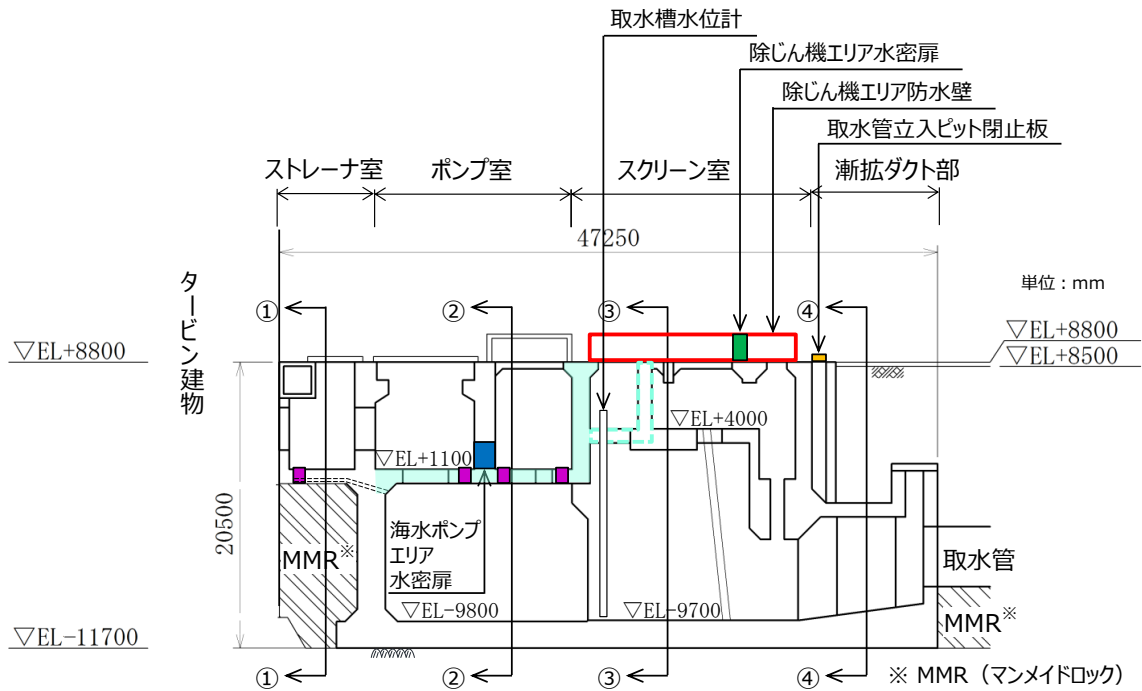 取水槽水位計
除じん機エリア水密扉
除じん機エリア防水壁
取水管立入ピット閉止板
ストレーナ室
ポンプ室
スクリーン室
漸拡ダクト部
47250
タービン建物
単位：mm
①
②
③
④
▽EL+8800
▽EL+8800
▽EL+8500
▽EL+4000
▽EL+1100
20500
海水ポンプ
エリア
水密扉
MMR※
取水管
▽EL-9800
▽EL-9700
▽EL-11700
MMR※
①
②
③
④
※ MMR（マンメイドロック）